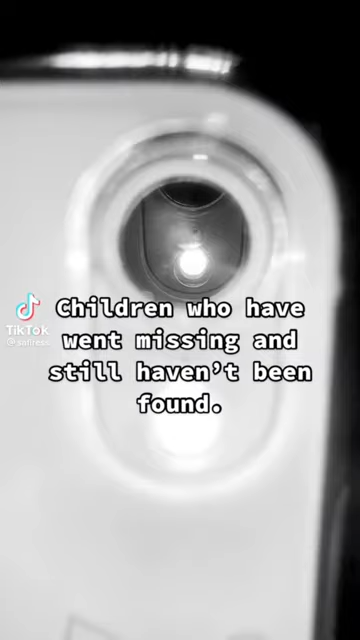 Children who have
went missing and
still haven't been
found.
TikTok